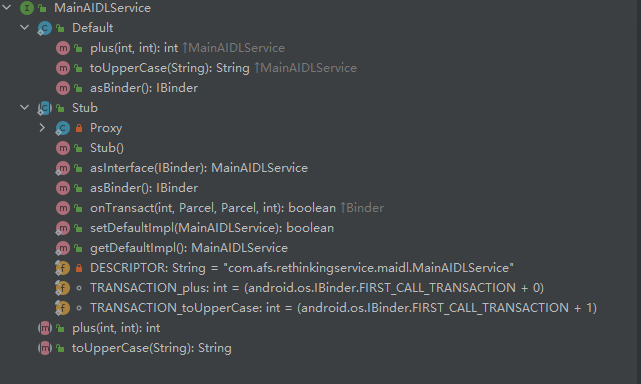 MainAIDLService
Default
plus(int, int): int ↑MainAIDLService
toUpperCase(String): String ↑MainAIDLService
asBinder(): IBinder
Stub
Proxy
Stub()
asInterface(IBinder): MainAIDLService
asBinder(): IBinder
onTransact(int, Parcel, Parcel, int): boolean ↑Binder
setDefaultImpl(MainAIDLService): boolean
getDefaultImpl(): MainAIDLService
DESCRIPTOR: String = "com.afs.rethinkingservice.maidl.MainAIDLService"
TRANSACTION_plus: int = (android.os.IBinder.FIRST_CALL_TRANSACTION + 0)
TRANSACTION_toUpperCase: int = (android.os.IBinder.FIRST_CALL_TRANSACTION + 1)
plus(int, int): int
toUpperCase(String): String